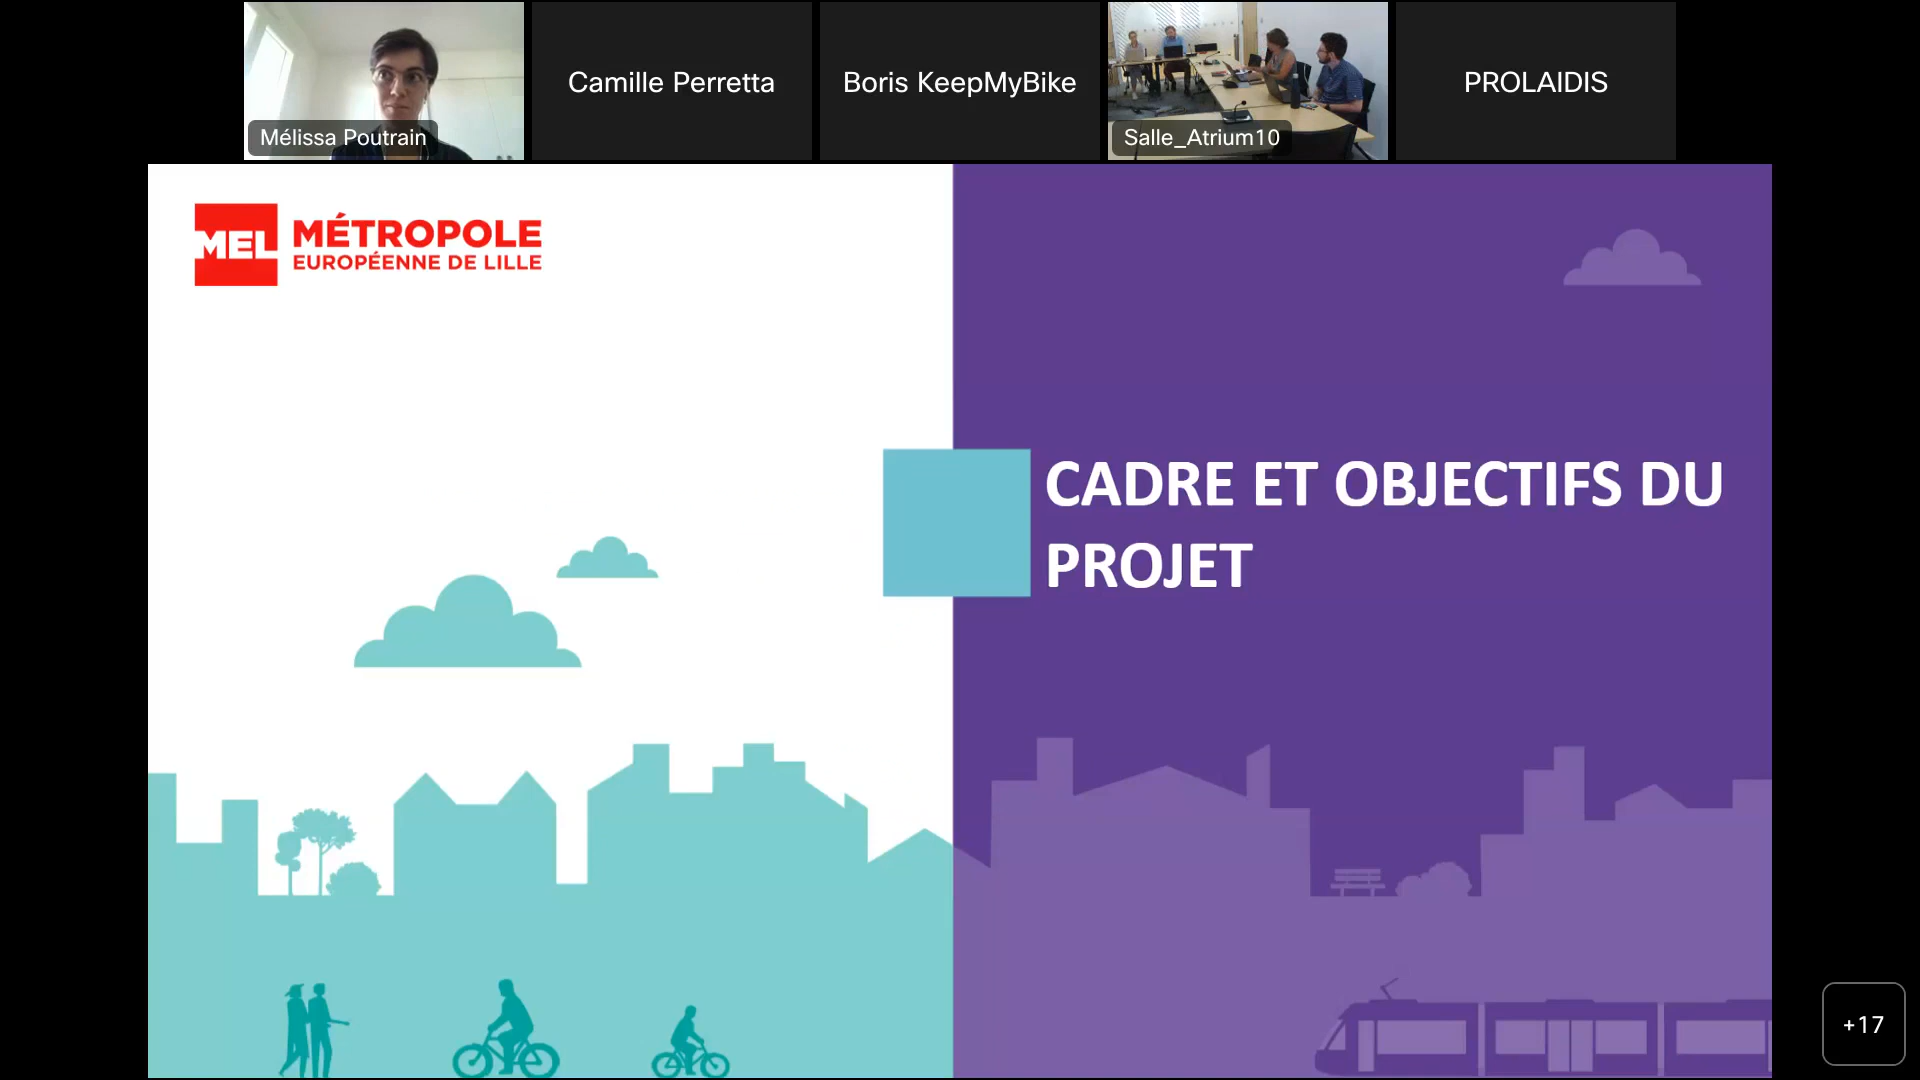 Mélissa Poutrain
Camille Perretta
Boris KeepMyBike
Salle_Atrium10
PROLAIDIS
MEL
MÉTROPOLE
EUROPÉENNE DE LILLE
CADRE ET OBJECTIFS DU
PROJET
+17